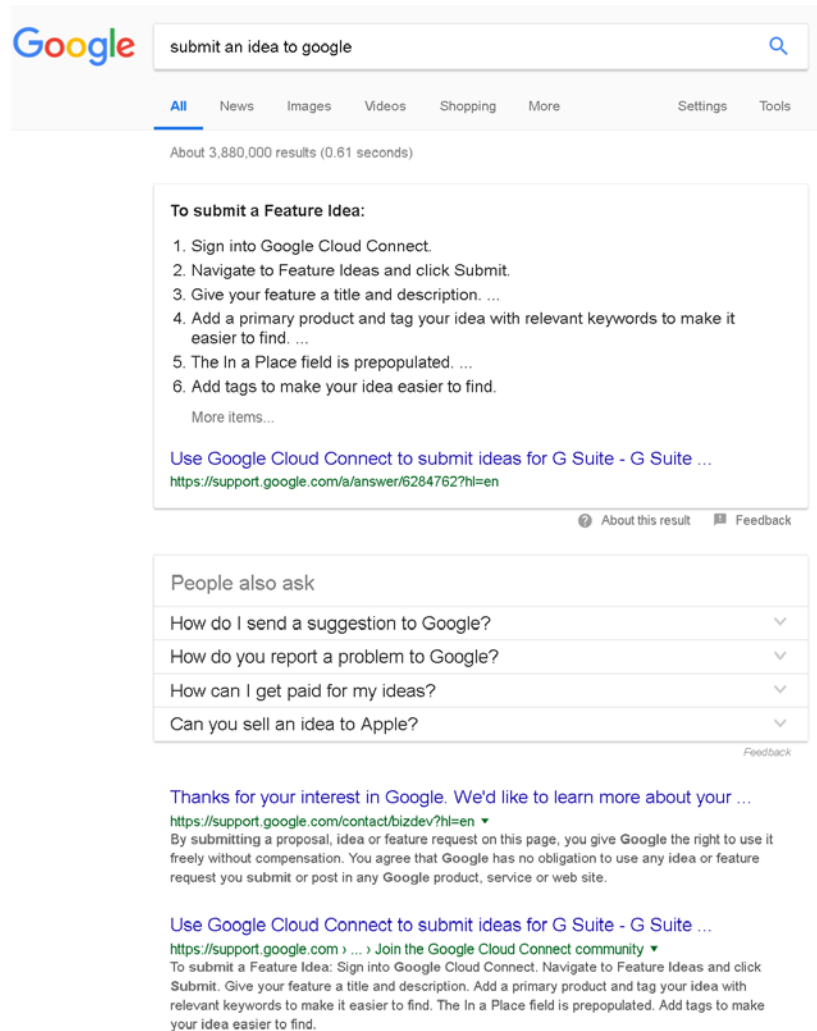 Google
submit an idea to google
All News Images Videos Shopping More Settings Tools
About 3,880,000 results (0.61 seconds)
To submit a Feature Idea:
1. Sign into Google Cloud Connect.
2. Navigate to Feature Ideas and click Submit.
3. Give your feature a title and description. ...
4. Add a primary product and tag your idea with relevant keywords to make it
easier to find. ...
5. The In a Place field is prepopulated. ...
6. Add tags to make your idea easier to find.
More items...
Use Google Cloud Connect to submit ideas for G Suite - G Suite ...
https://support.google.com/a/answer/6284762?hl=en
About this result Feedback
People also ask
How do I send a suggestion to Google?
How do you report a problem to Google?
How can I get paid for my ideas?
Can you sell an idea to Apple?
Feedback
Thanks for your interest in Google. We'd like to learn more about your ...
https://support.google.com/contact/bizdev?hl=en
By submitting a proposal, idea or feature request on this page, you give Google the right to use it
freely without compensation. You agree that Google has no obligation to use any idea or feature
request you submit or post in any Google product, service or web site.
Use Google Cloud Connect to submit ideas for G Suite - G Suite ...
https://support.google.com › ... › Join the Google Cloud Connect community
To submit a Feature Idea: Sign into Google Cloud Connect. Navigate to Feature Ideas and click
Submit. Give your feature a title and description. Add a primary product and tag your idea with
relevant keywords to make it easier to find. The In a Place field is prepopulated. Add tags to make
your idea easier to find.